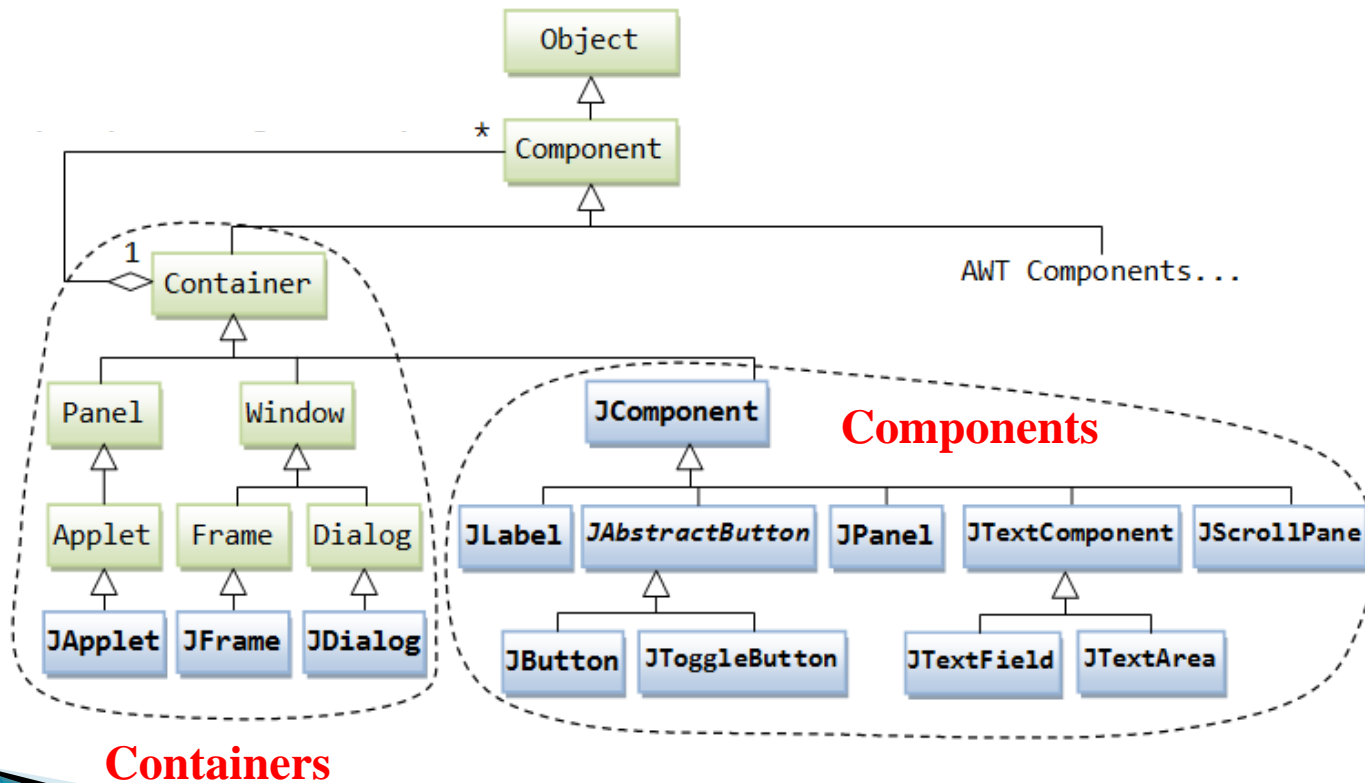 Object
*
Component
1
Container
AWT Components...
Panel
Window
JComponent
Components
Applet
Frame
Dialog
JLabel
JAbstractButton
JPanel
JTextComponent
JScrollPane
JApplet
JFrame
JDialog
JButton
JToggleButton
JTextField
JTextArea
Containers